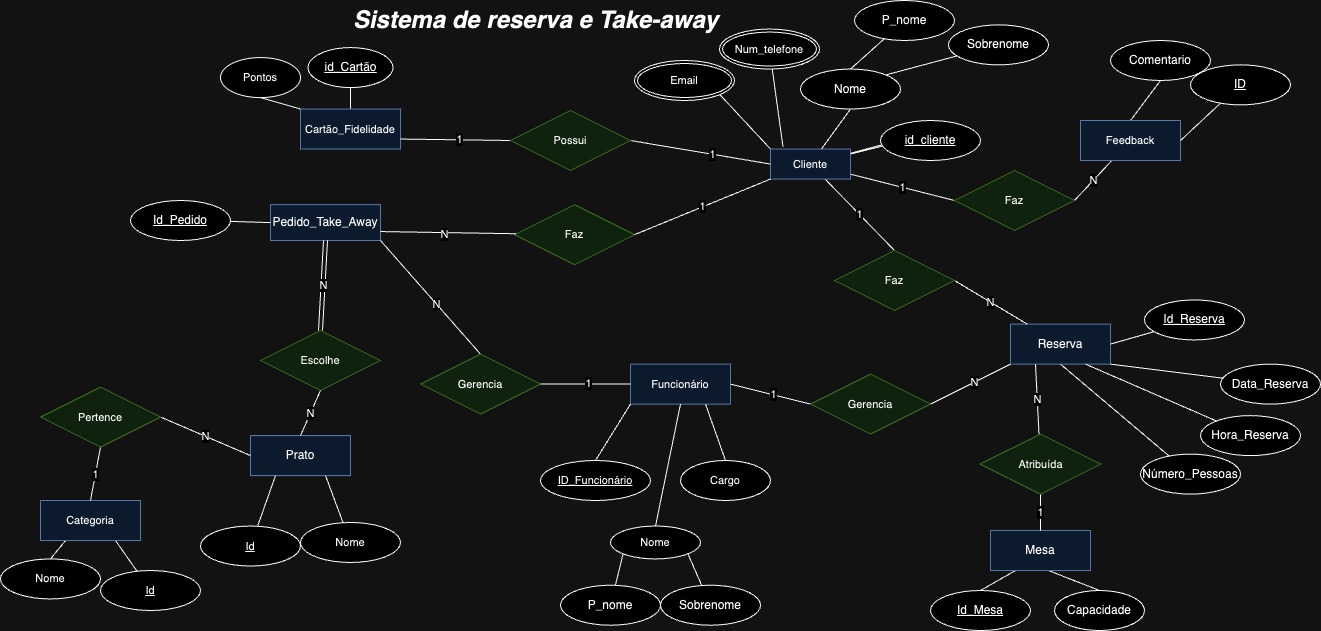 Sistema de reserva e Take-away
P_nome
Sobrenome
Num_telefone
Email
Nome
id_cliente
Cliente
Pontos
id_Cartão
Cartão_Fidelidade
1
Possui
1
Comentario
ID
Feedback
N
Faz
1
Id_Pedido
Pedido_Take_Away
N
Faz
1
1
Faz
N
N
Escolhe
N
N
Gerencia
1
Funcionário
1
Gerencia
N
Reserva
Id_Reserva
Data_Reserva
Hora_Reserva
Número_Pessoas
N
Atribuída
1
Mesa
Id_Mesa
Capacidade
Pertence
N
Prato
1
Categoria
Nome
Id
Id
Nome
ID_Funcionário
Cargo
Nome
P_nome
Sobrenome